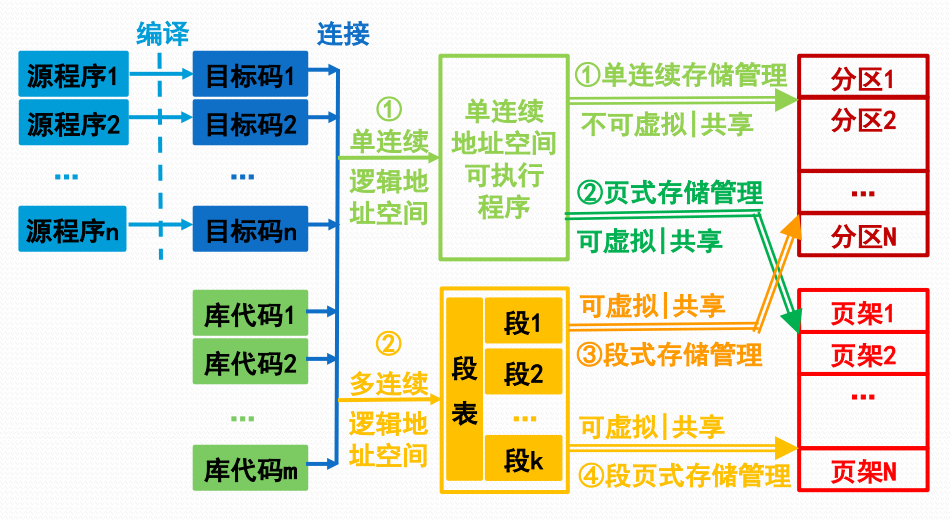 编译
连接
源程序1
源程序2
…
源程序n
目标码1
目标码2
…
目标码n
库代码1
库代码2
…
库代码m
①
单连续
逻辑地
址空间
②
多连续
逻辑地
址空间
单连续
地址空间
可执行
程序
段
表
段1
段2
…
段k
①单连续存储管理
不可虚拟|共享
②页式存储管理
可虚拟|共享
可虚拟|共享
③段式存储管理
可虚拟|共享
④段页式存储管理
分区1
分区2
…
分区N
页架1
页架2
…
页架N